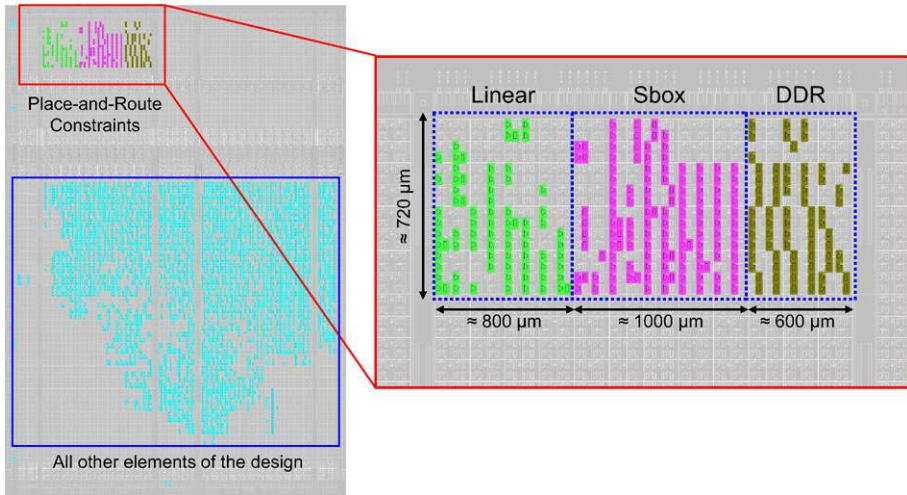 Place-and-Route
Constraints
All other elements of the design
Linear
Sbox
DDR
≈ 720 μm
≈ 800 μm
≈ 1000 μm
≈ 600 μm